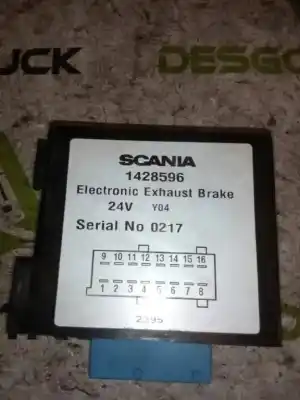 UCK
DESGU
SCANIA
1428596
Electronic Exhaust Brake
24V Y04
Serial No 0217
9 10 11 12 13 14 15 16
1 2 3 4 5 6 7 8
2395